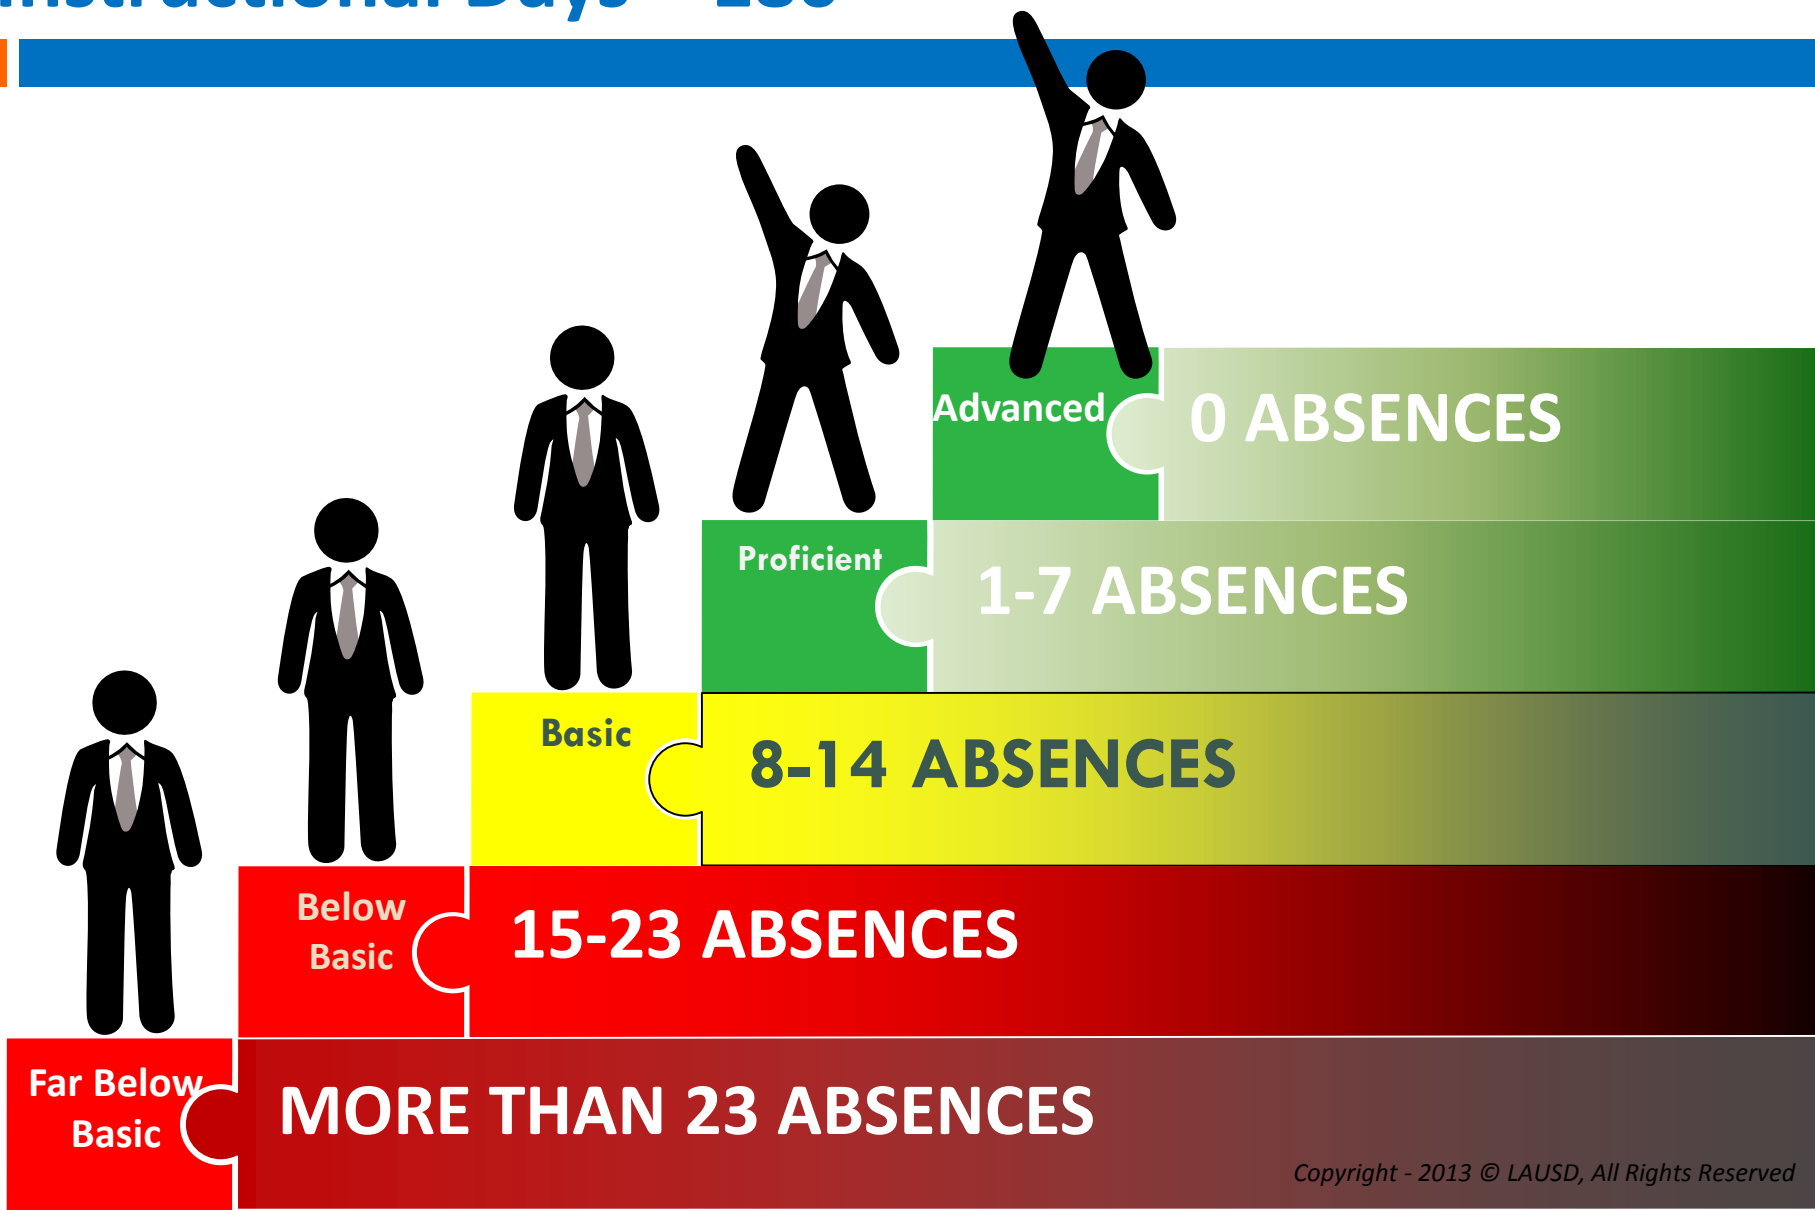 Days
Advanced
0 ABSENCES
Proficient
1-7 ABSENCES
Basic
8-14 ABSENCES
Below
Basic
15-23 ABSENCES
Far Below
Basic
MORE THAN 23 ABSENCES
Copyright - 2013 © LAUSD, All Rights Reserved